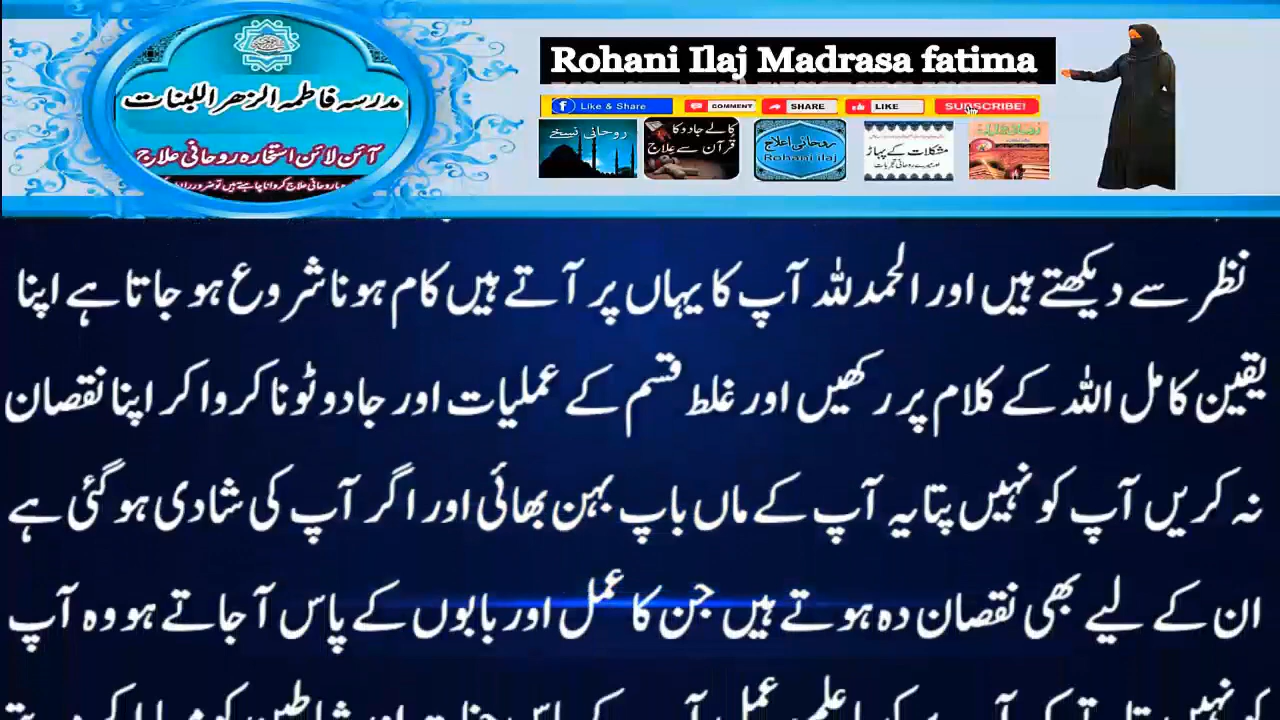 مدرسہ فاطمہ الزھرا للبنات
آئن لائن استخارہ روحانی علاج
Rohani Ilaj Madrasa fatima
Like & Share
COMMENT
SHARE
LIKE
SUBSCRIBE!
روحانی نسخے
کالے جادو کا
قرآن سے علاج
روحانی علاج
Rohani ilaj
مشکلات کے پہاڑ
نظر سے دیکھتے ہیں اور الحمدللہ آپ کا یہاں پر آتے ہیں کام ہونا شروع ہو جاتا ہے اپنا
یقین کامل اللہ کے کلام پر رکھیں اور غلط قسم کے عملیات اور جادو ٹونا کروا کر اپنا نقصان
نہ کریں آپ کو نہیں پتا یہ آپ کے ماں باپ بہن بھائی اور اگر آپ کی شادی ہو گئی ہے
ان کے لیے بھی نقصان دہ ہوتے ہیں جن کا عمل اور بابوں کے پاس آ جاتے ہو وہ آپ